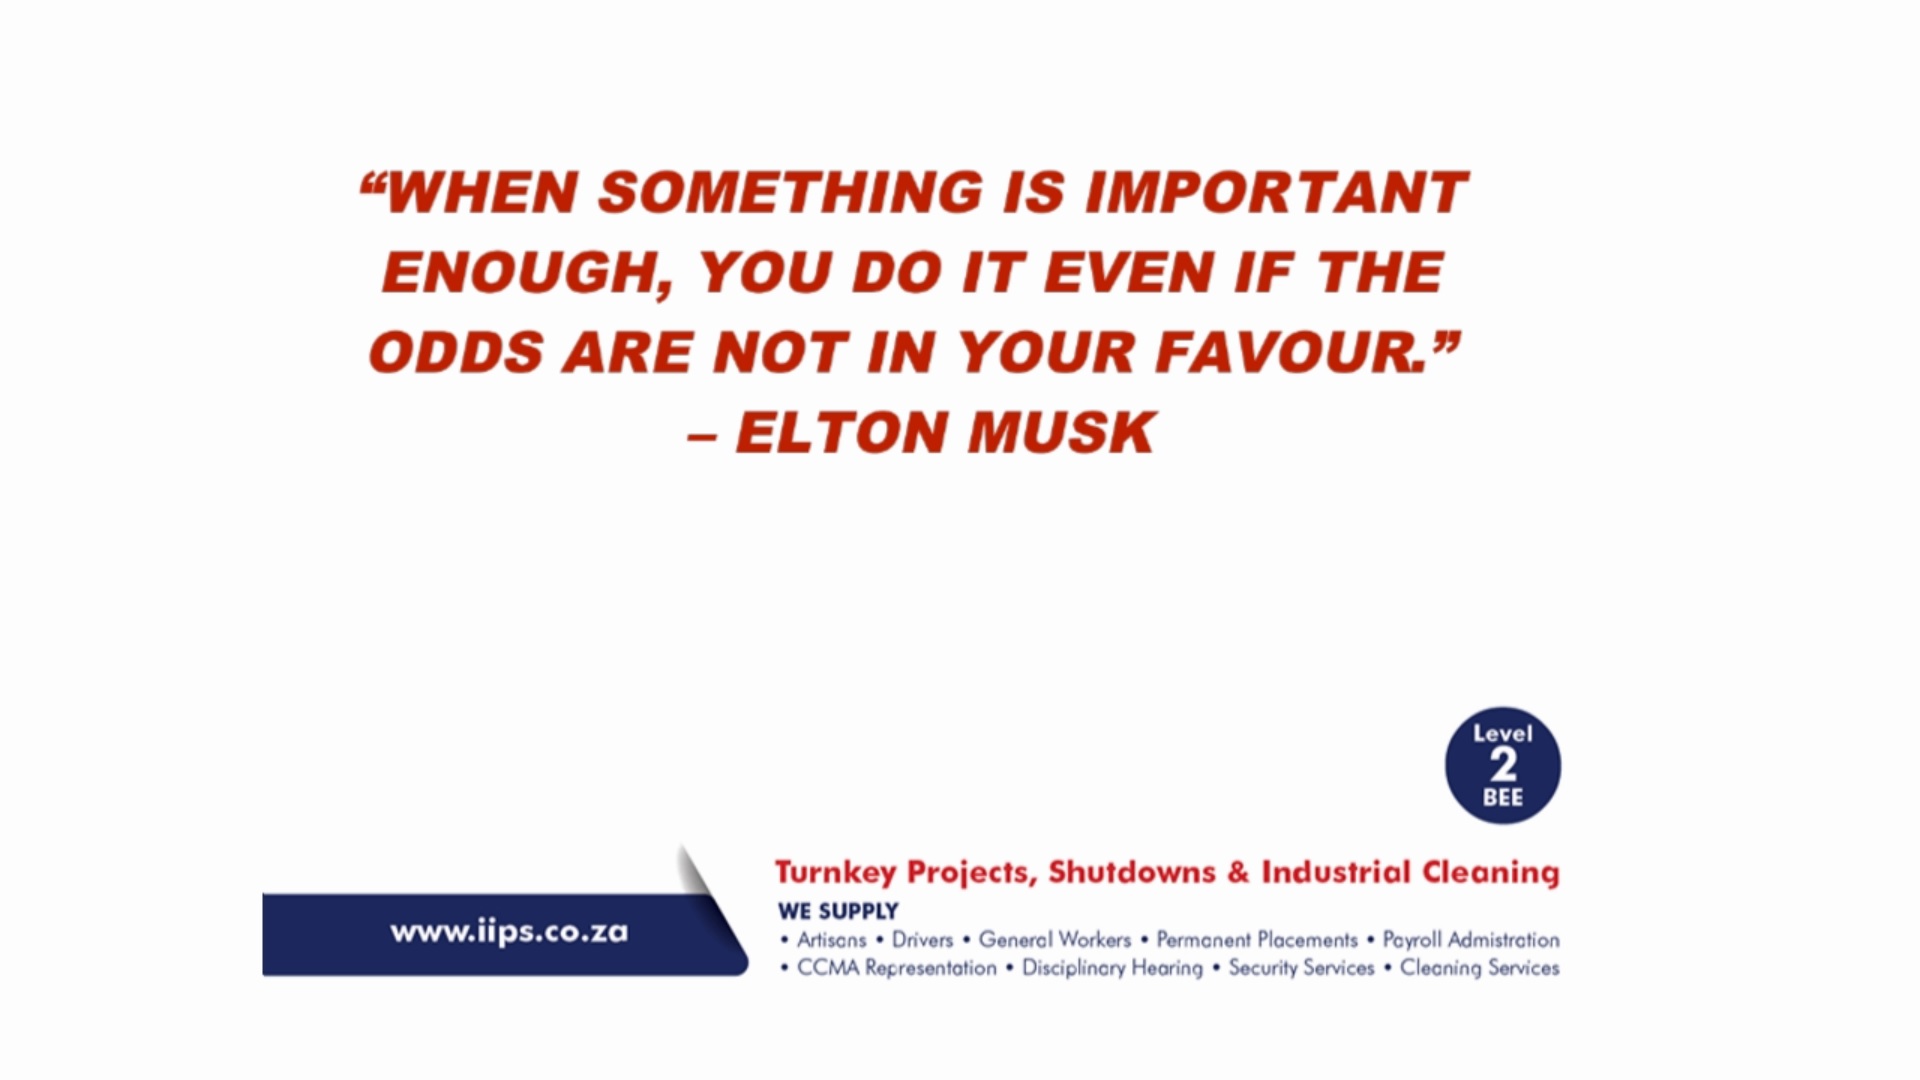 “WHEN SOMETHING IS IMPORTANT
ENOUGH, YOU DO IT EVEN IF THE
ODDS ARE NOT IN YOUR FAVOUR.”
– ELTON MUSK
Level
2
BEE
Turnkey Projects, Shutdowns & Industrial Cleaning
WE SUPPLY
• Artisans • Drivers • General Workers • Permanent Placements • Payroll Admistration
• CCMA Representation • Disciplinary Hearing • Security Services • Cleaning Services
www.iips.co.za